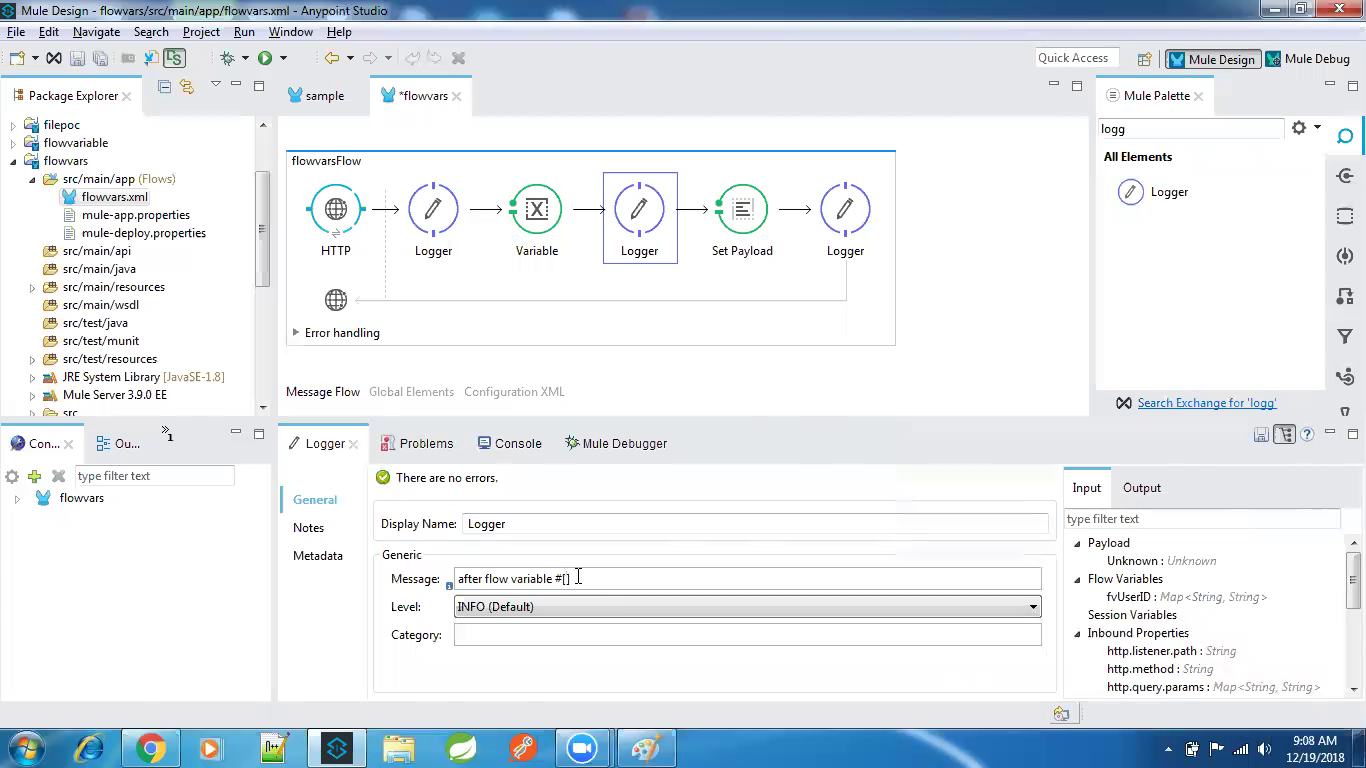 Mule Design - flowvars/src/main/app/flowvars.xml - Anypoint Studio
File Edit Navigate Search Project Run Window Help
Quick Access
Mule Design
Mule Debug
Package Explorer
filepoc
flowvariable
flowvars
src/main/app (Flows)
flowvars.xml
mule-app.properties
mule-deploy.properties
src/main/api
src/main/java
src/main/resources
src/main/wsdl
src/test/java
src/test/munit
src/test/resources
JRE System Library [JavaSE-1.8]
Mule Server 3.9.0 EE
src
sample
*flowvars
flowvarsFlow
HTTP
Logger
Variable
Logger
Set Payload
Logger
Error handling
Message Flow Global Elements Configuration XML
Mule Palette
logg
All Elements
Logger
Search Exchange for 'logg'
Con...
Ou...
1
type filter text
flowvars
Logger
Problems
Console
Mule Debugger
There are no errors.
General
Notes
Metadata
Display Name: Logger
Generic
Message: after flow variable #[]
Level: INFO (Default)
Category:
Input
Output
type filter text
Payload
Unknown : Unknown
Flow Variables
fvUserID : Map<String, String>
Session Variables
Inbound Properties
http.listener.path : String
http.method : String
http.query.params : Map<String, String>
9:08 AM
12/19/2018